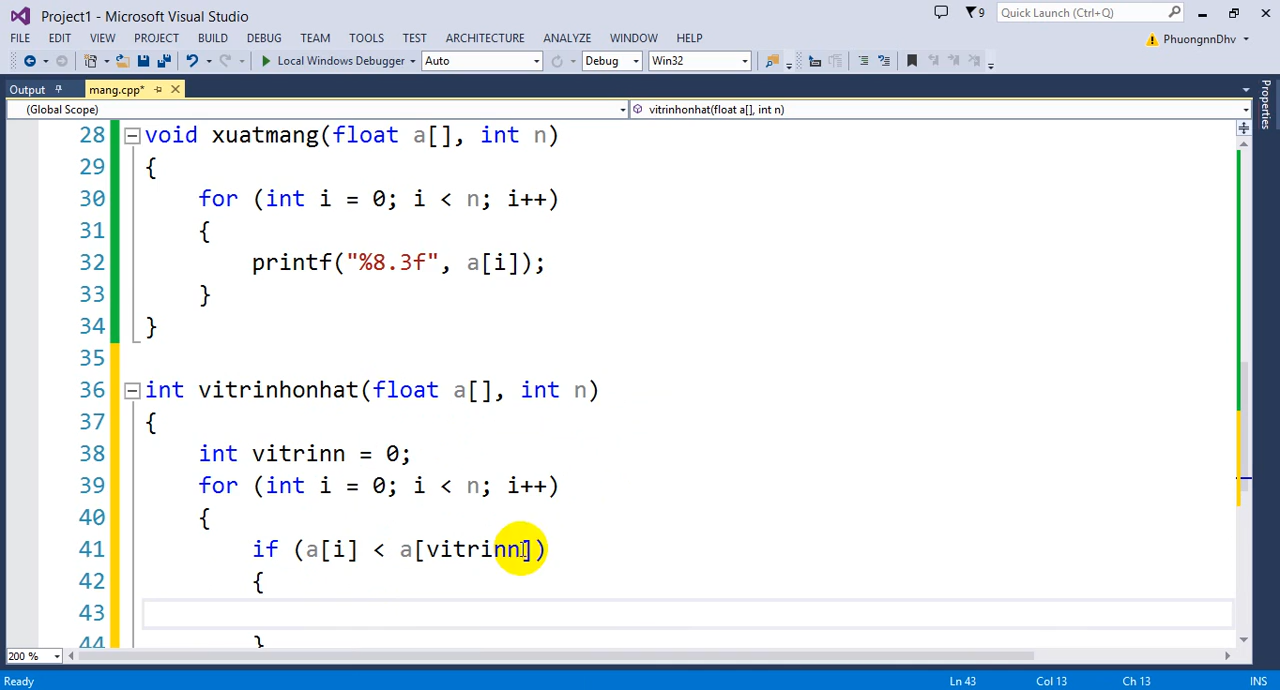 Project1 - Microsoft Visual Studio
9
Quick Launch (Ctrl+Q)
FILE EDIT VIEW PROJECT BUILD DEBUG TEAM TOOLS TEST ARCHITECTURE ANALYZE WINDOW HELP
PhuongnnDhv
Local Windows Debugger Auto Debug Win32
Output mang.cpp*
(Global Scope) vitrinhonhat(float a[], int n)
Properties
28 void xuatmang(float a[], int n)
29 {
30 for (int i = 0; i < n; i++)
31 {
32 printf("%8.3f", a[i]);
33 }
34 }
35
36 int vitrinhonhat(float a[], int n)
37 {
38 int vitrinn = 0;
39 for (int i = 0; i < n; i++)
40 {
41 if (a[i] < a[vitrinn])
42 {
43
44 }
200 %
Ready Ln 43 Col 13 Ch 13 INS